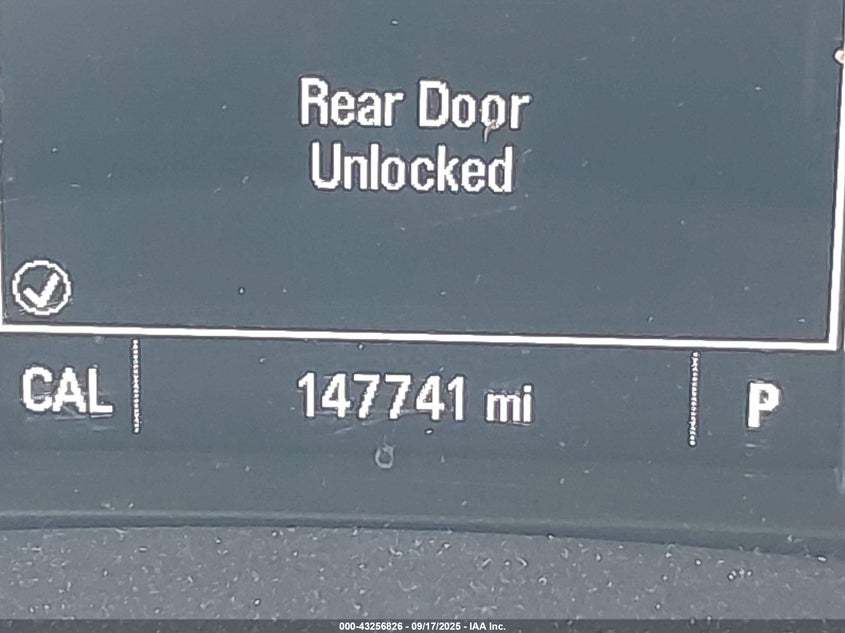 Rear Door
Unlocked
CAL 147741 mi P
000-43256826 - 09/17/2025 - IAA Inc.